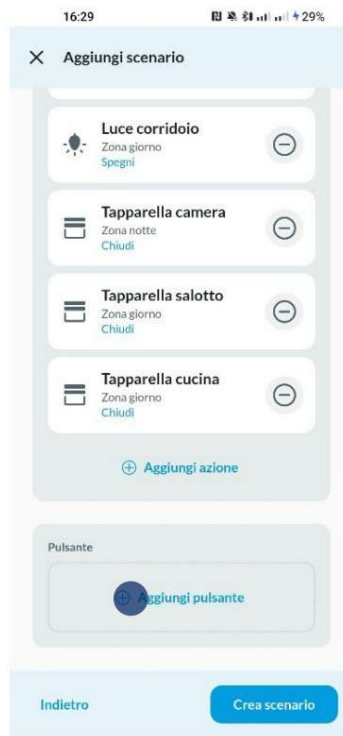 16:29
29%
Aggiungi scenario
Luce corridoio
Zona giorno
Spegni
Tapparella camera
Zona notte
Chiudi
Tapparella salotto
Zona giorno
Chiudi
Tapparella cucina
Zona giorno
Chiudi
Aggiungi azione
Pulsante
Aggiungi pulsante
Indietro
Crea scenario